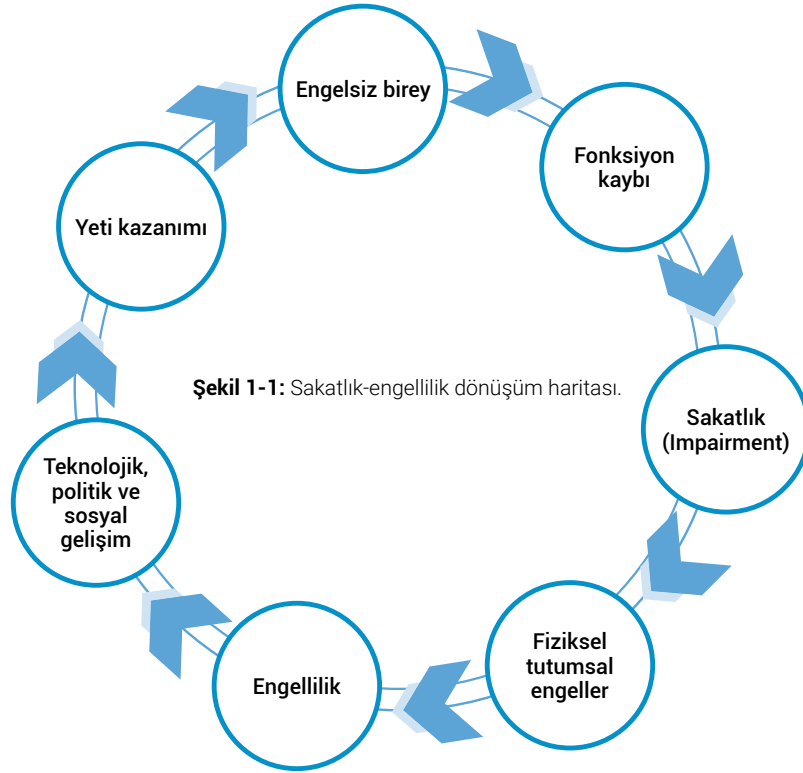 Engelsiz birey
Fonksiyon
kaybı
Sakatlık
(Impairment)
Fiziksel
tutumsal
engeller
Engellilik
Teknolojik,
politik ve
sosyal
gelişim
Yeti kazanımı
Şekil 1-1: Sakatlık-engellilik dönüşüm haritası.